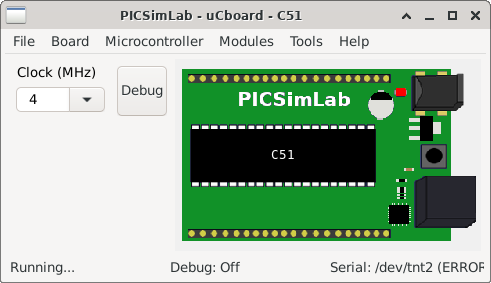 PICSimLab - uCboard - C51
File Board Microcontroller Modules Tools Help
Clock (MHz)
4
Debug
PICSimLab
C51
Running... Debug: Off Serial: /dev/tnt2 (ERROR